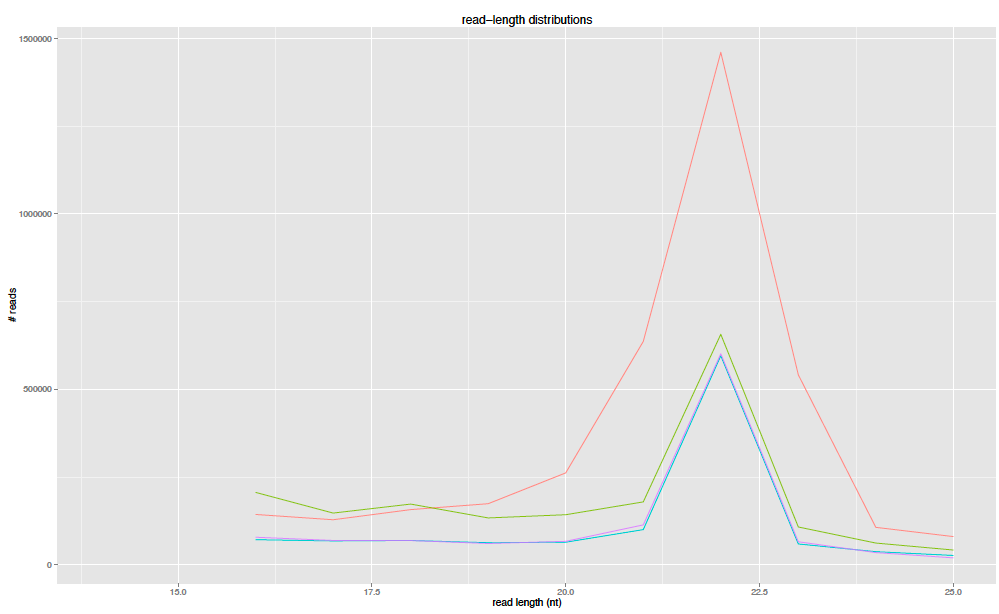 read-length distributions
1500000
1000000
500000
0
# reads
15.0 17.5 20.0 22.5 25.0
read length (nt)